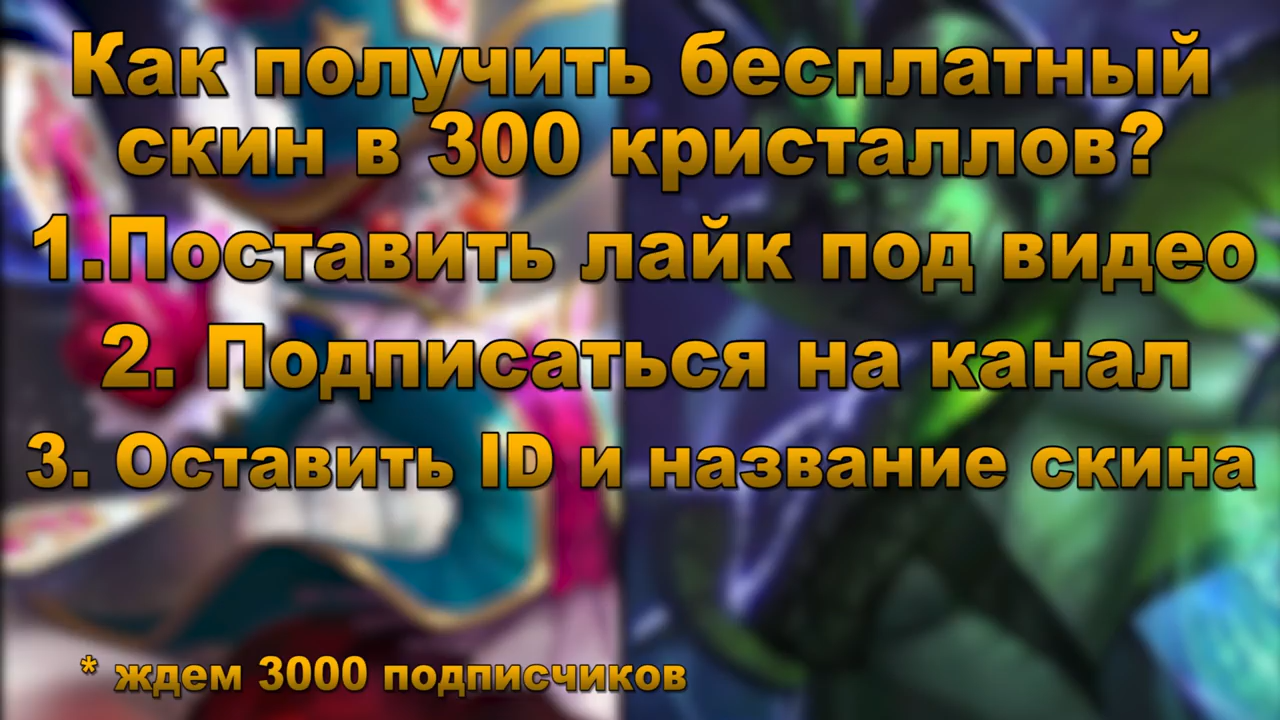 Как получить бесплатный
скин в 300 кристаллов?
1.Поставить лайк под видео
2. Подписаться на канал
3. Оставить ID и название скина
* ждем 3000 подписчиков